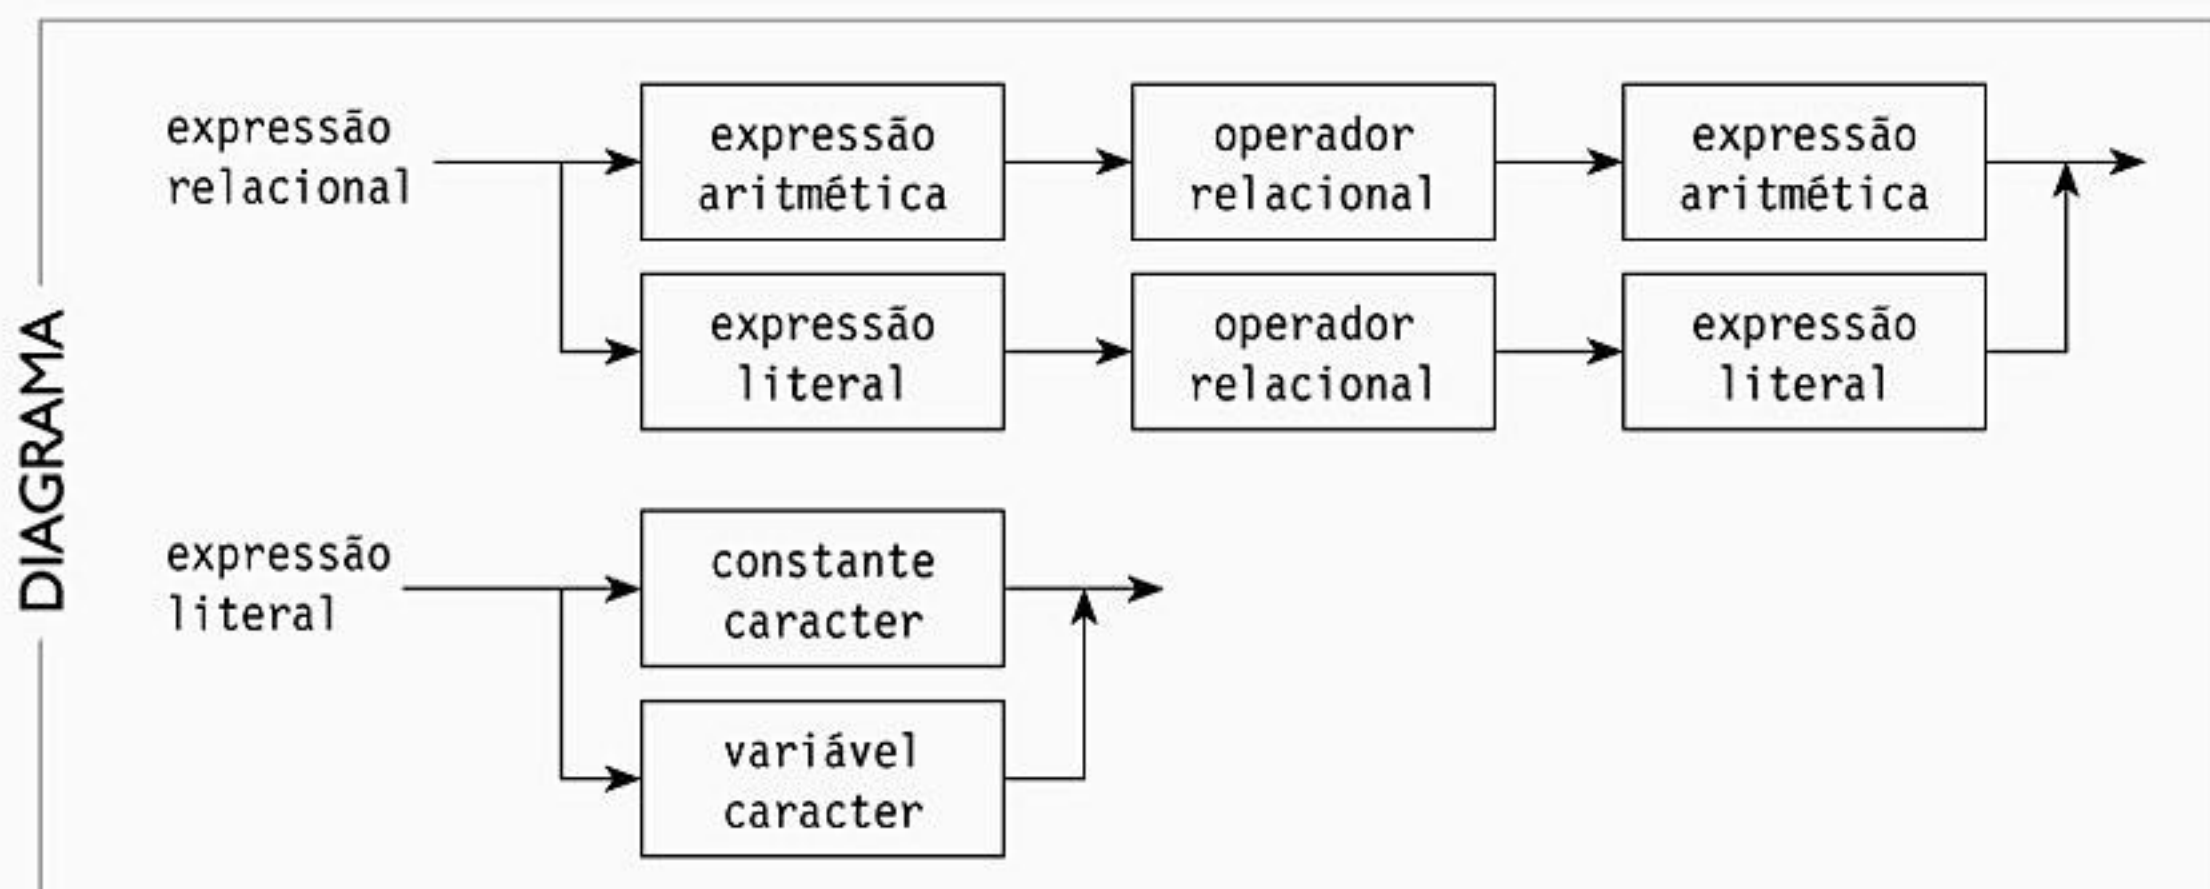 DIAGRAMA
expressão
relacional
expressão
aritmética
operador
relacional
expressão
aritmética
expressão
literal
operador
relacional
expressão
literal
expressão
literal
constante
caracter
variável
caracter